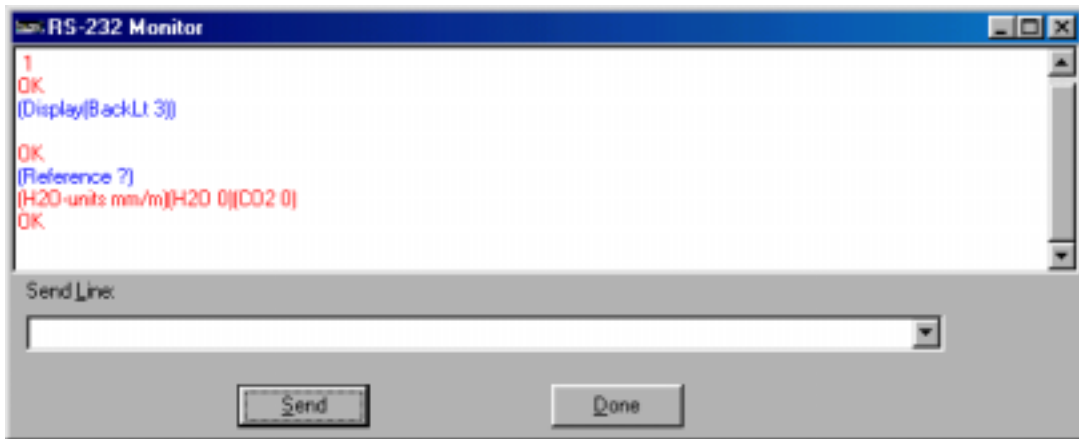 RS-232 Monitor
1
OK
(Display(BackLt 3))
OK
(Reference ?)
(H2O-units mm/m)(H2O 0)(CO2 0)
OK
Send Line:
Send
Done